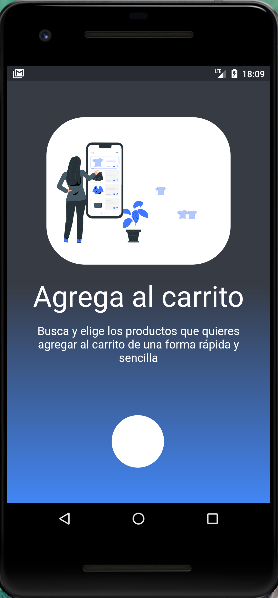 LTE 18:09
Agrega al carrito
Busca y elige los productos que quieres
agregar al carrito de una forma rápida y
sencilla